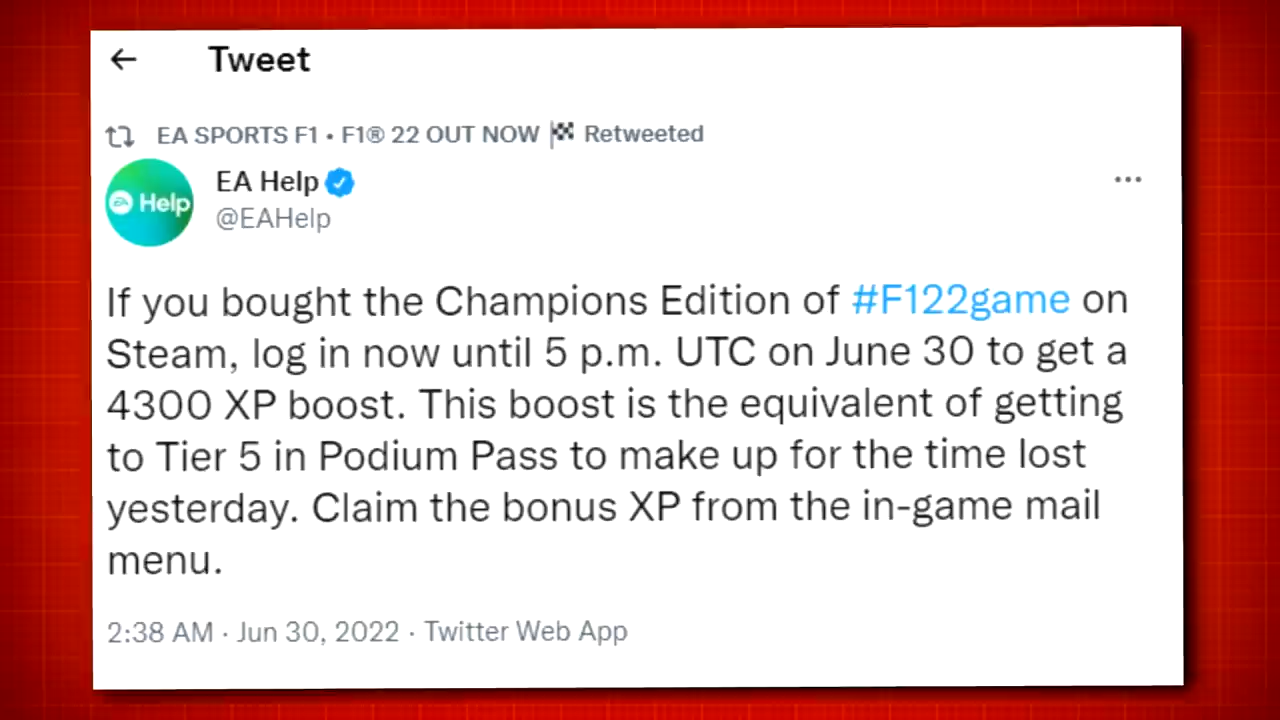 ← Tweet
EA SPORTS F1 • F1® 22 OUT NOW 🏁 Retweeted
EA Help
@EAHelp
EA Help
...
If you bought the Champions Edition of #F122game on
Steam, log in now until 5 p.m. UTC on June 30 to get a
4300 XP boost. This boost is the equivalent of getting
to Tier 5 in Podium Pass to make up for the time lost
yesterday. Claim the bonus XP from the in-game mail
menu.
2:38 AM · Jun 30, 2022 · Twitter Web App